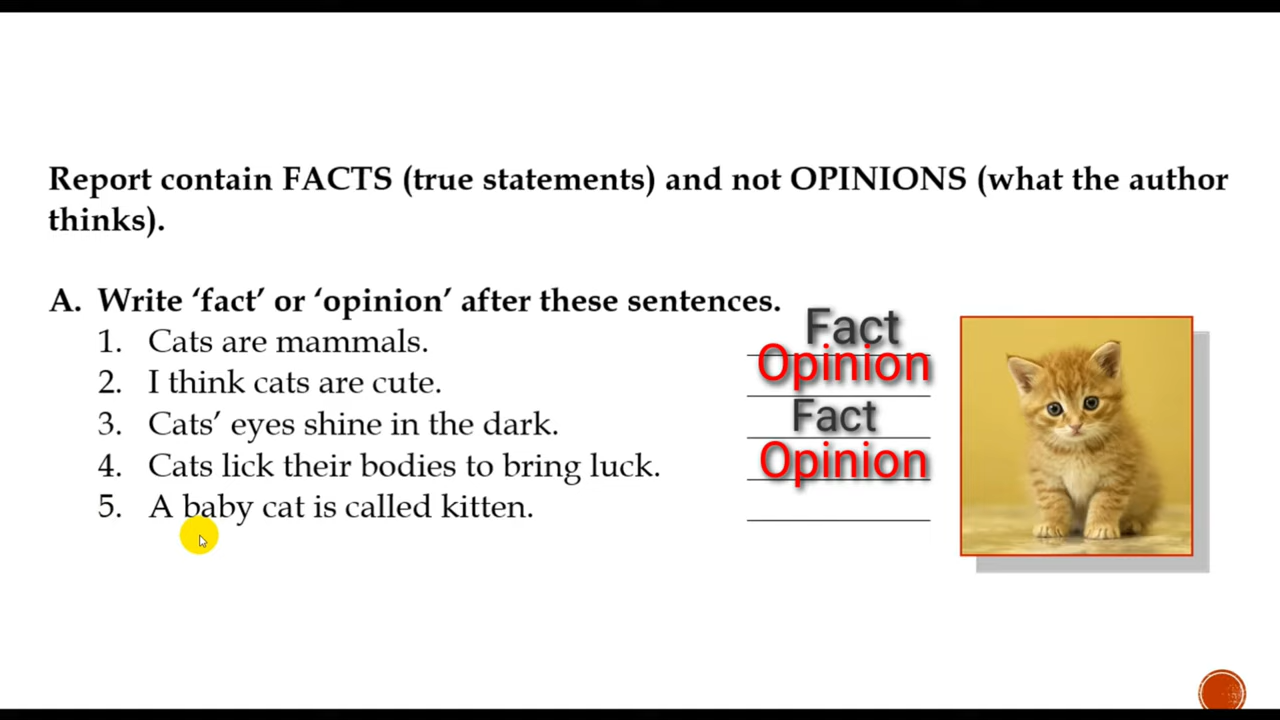 Report contain FACTS (true statements) and not OPINIONS (what the author
thinks).
A. Write ‘fact’ or ‘opinion’ after these sentences.
1. Cats are mammals. Fact
2. I think cats are cute. Opinion
3. Cats’ eyes shine in the dark. Fact
4. Cats lick their bodies to bring luck. Opinion
5. A baby cat is called kitten.